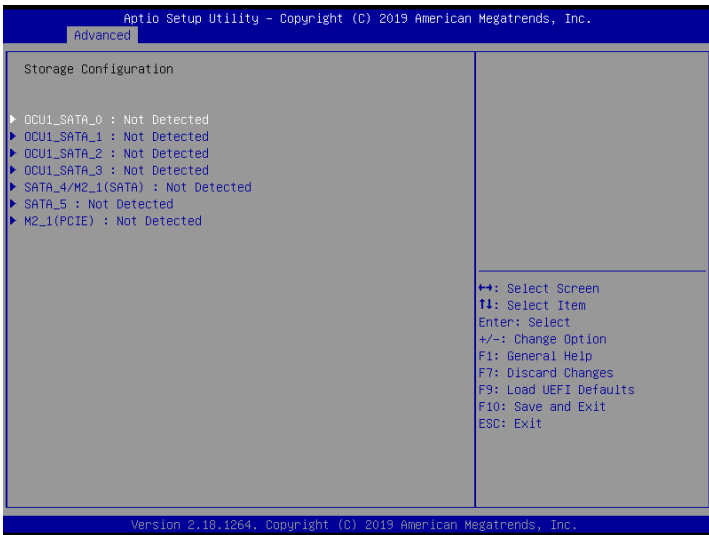 Aptio Setup Utility – Copyright (C) 2019 American Megatrends, Inc.
Advanced
Storage Configuration
► OCU1_SATA_0 : Not Detected
► OCU1_SATA_1 : Not Detected
► OCU1_SATA_2 : Not Detected
► OCU1_SATA_3 : Not Detected
► SATA_4/M2_1(SATA) : Not Detected
► SATA_5 : Not Detected
► M2_1(PCIE) : Not Detected
↔: Select Screen
↑↓: Select Item
Enter: Select
+/-: Change Option
F1: General Help
F7: Discard Changes
F9: Load UEFI Defaults
F10: Save and Exit
ESC: Exit
Version 2.18.1264. Copyright (C) 2019 American Megatrends, Inc.